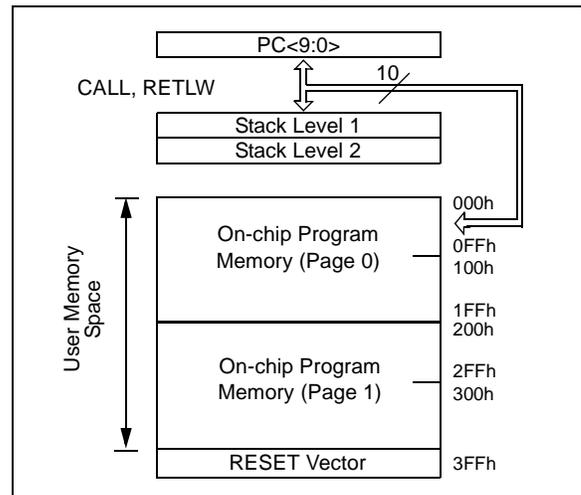 PC<9:0>
10
CALL, RETLW
Stack Level 1
Stack Level 2
000h
On-chip Program
Memory (Page 0)
0FFh
100h
1FFh
200h
User Memory
Space
On-chip Program
Memory (Page 1)
2FFh
300h
RESET Vector
3FFh